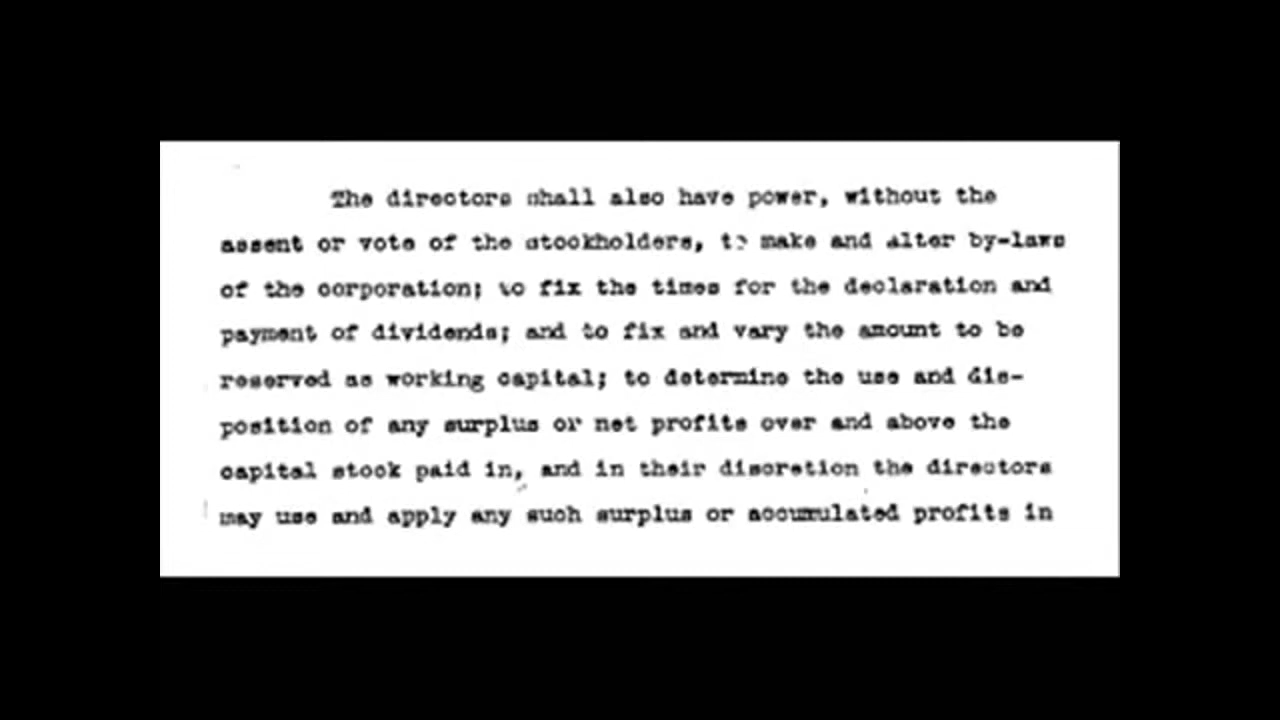 The directors shall also have power, without the
assent or vote of the stockholders, to make and alter by-laws
of the corporation; to fix the times for the declaration and
payment of dividends; and to fix and vary the amount to be
reserved as working capital; to determine the use and dis-
position of any surplus or net profits over and above the
capital stock paid in, and in their discretion the directors
may use and apply any such surplus or accumulated profits in